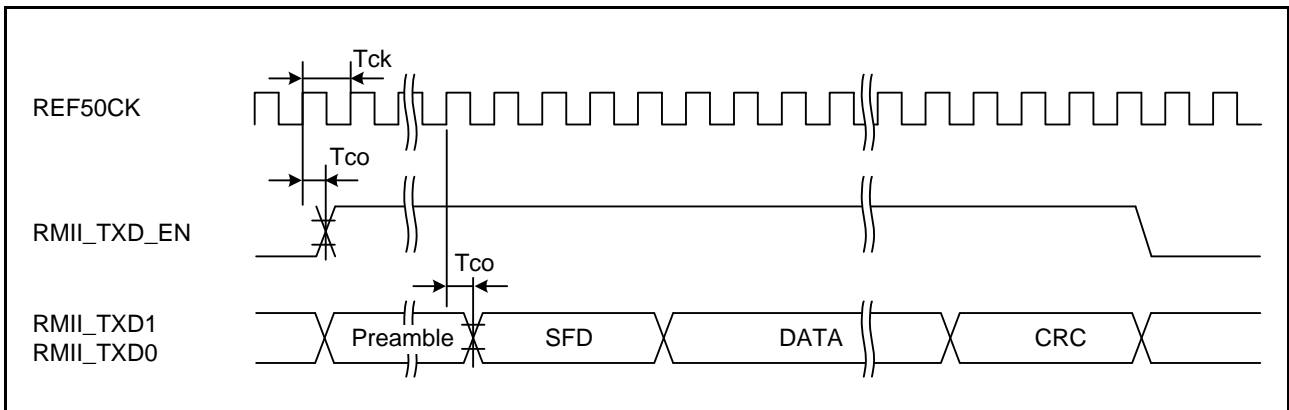 Tck
REF50CK
Tco
RMII_TXD_EN
Tco
RMII_TXD1
RMII_TXD0
Preamble SFD DATA CRC